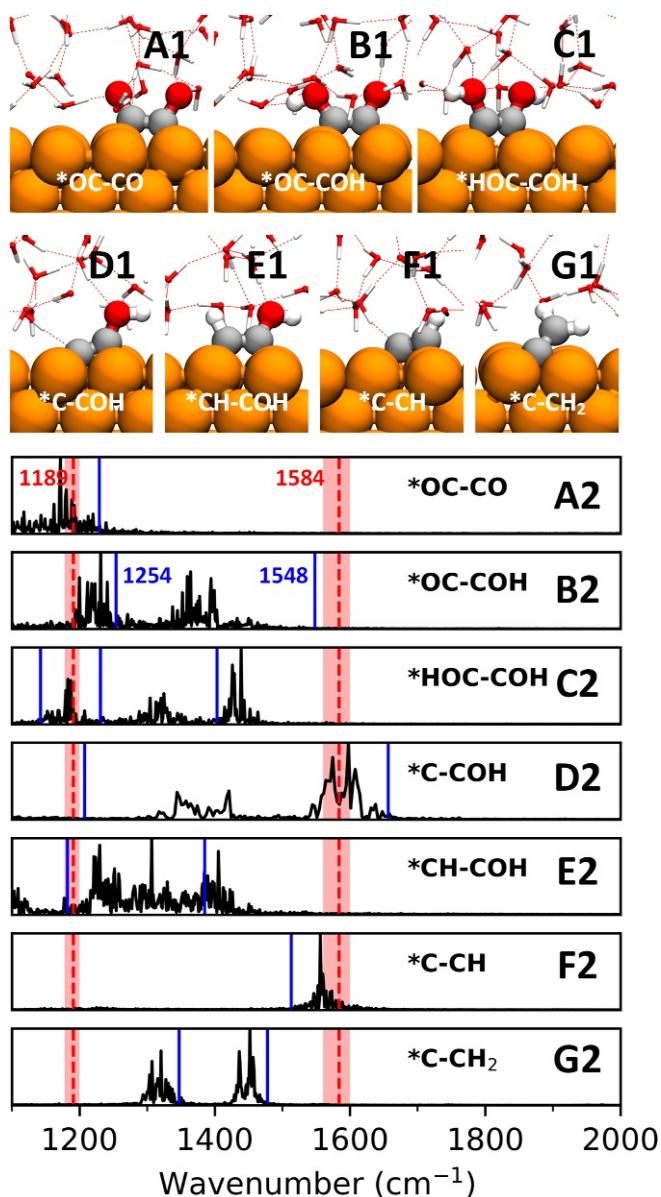 A1 B1 C1
*OC-CO *OC-COH *HOC-COH
D1 E1 F1 G1
*C-COH *CH-COH *C-CH *C-CH₂
1189 1584 *OC-CO A2
1254 1548 *OC-COH B2
*HOC-COH C2
*C-COH D2
*CH-COH E2
*C-CH F2
*C-CH₂ G2
1200 1400 1600 1800 2000
Wavenumber (cm⁻¹)